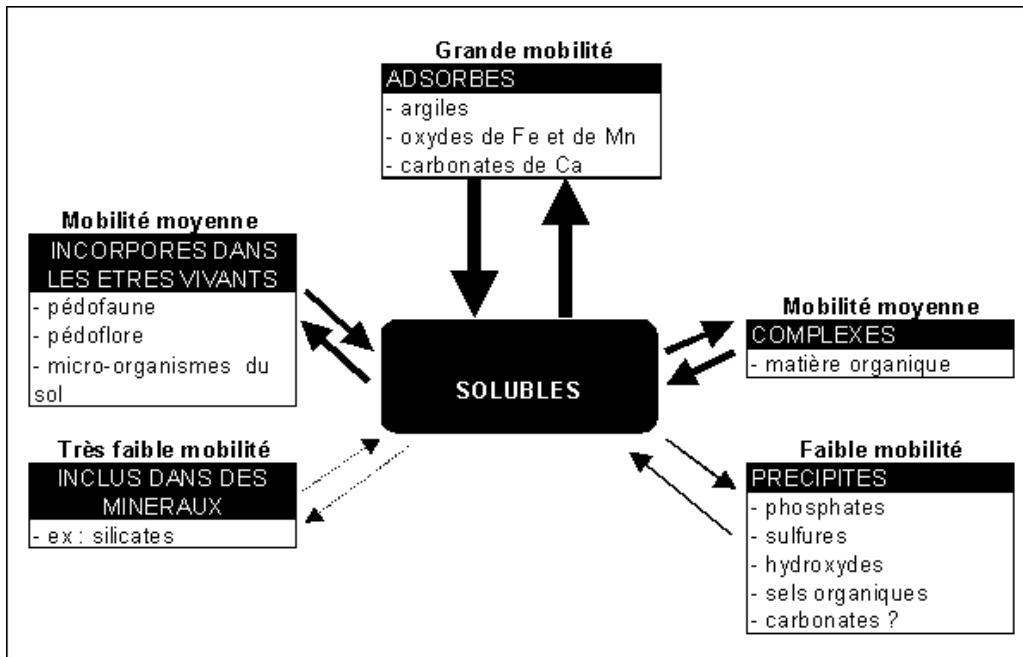 Grande mobilité
ADSORBES
- argiles
- oxydes de Fe et de Mn
- carbonates de Ca
Mobilité moyenne
INCORPORES DANS
LES ETRES VIVANTS
- pédofaune
- pédoflore
- micro-organismes du
sol
SOLUBLES
Mobilité moyenne
COMPLEXES
- matière organique
Très faible mobilité
INCLUS DANS DES
MINERAUX
- ex : silicates
Faible mobilité
PRECIPITES
- phosphates
- sulfures
- hydroxydes
- sels organiques
- carbonates ?